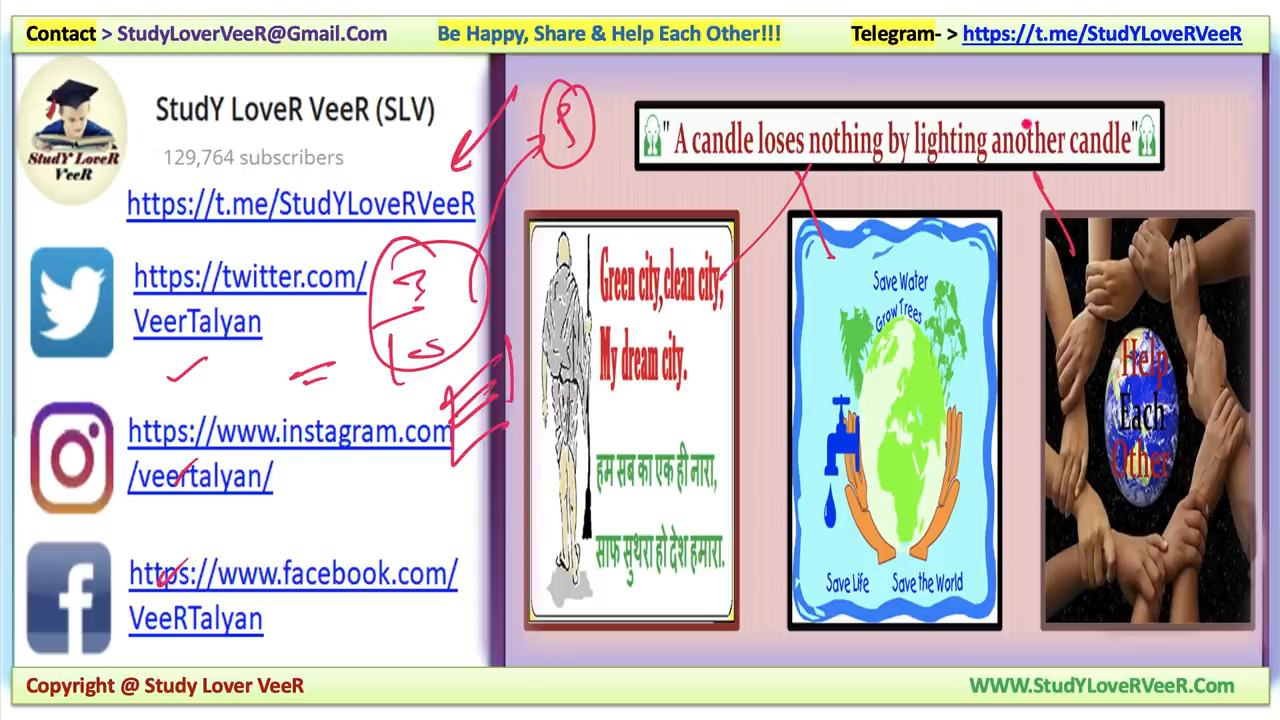 Contact > StudyLoverVeeR@Gmail.Com
Be Happy, Share & Help Each Other!!!
Telegram- > https://t.me/StudYLoveRVeeR
StudY LoveR VeeR
StudY LoveR VeeR (SLV)
129,764 subscribers
https://t.me/StudYLoveRVeeR
https://twitter.com/
VeerTalyan
https://www.instagram.com
/veertalyan/
https://www.facebook.com/
VeeRTalyan
" A candle loses nothing by lighting another candle"
Green city,clean city,
My dream city.
हम सब का एक ही नारा,
साफ सुथरा हो देश हमारा.
Save Water
Grow Trees
Save Life
Save the World
Help
Each
Other
Copyright @ Study Lover VeeR
WWW.StudYLoveRVeeR.Com